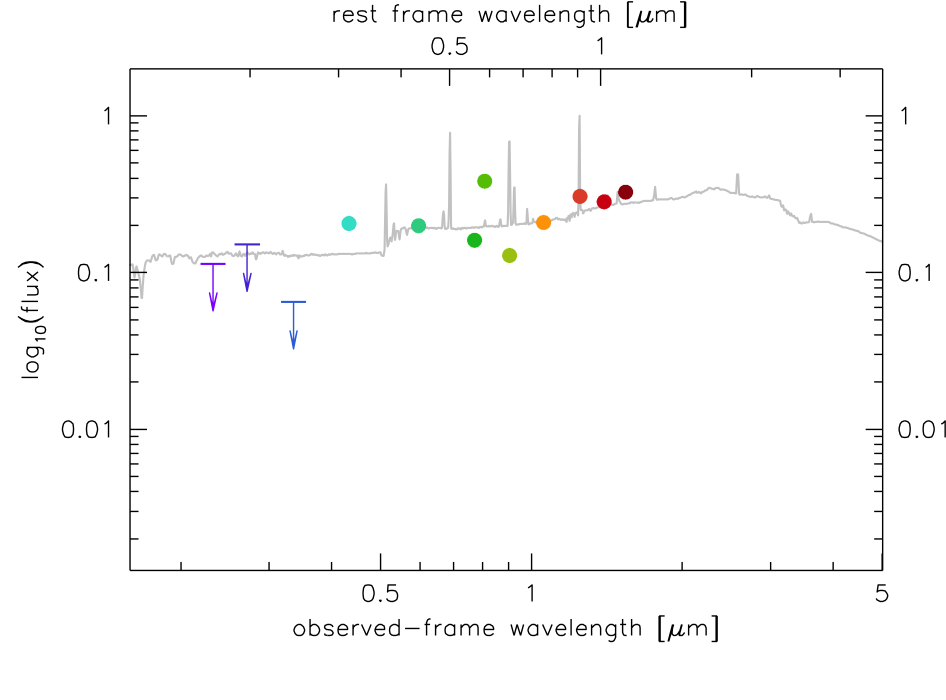 rest frame wavelength [μm]
0.5 1
1 1
0.1 0.1
0.01 0.01
log10(flux)
0.5 1 5
observed-frame wavelength [μm]